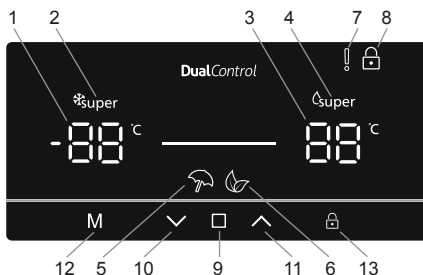 1 2 3 4 7 8
DualControl
super super
-88 °C 88 °C
M
12 5 10 9 11 6 13